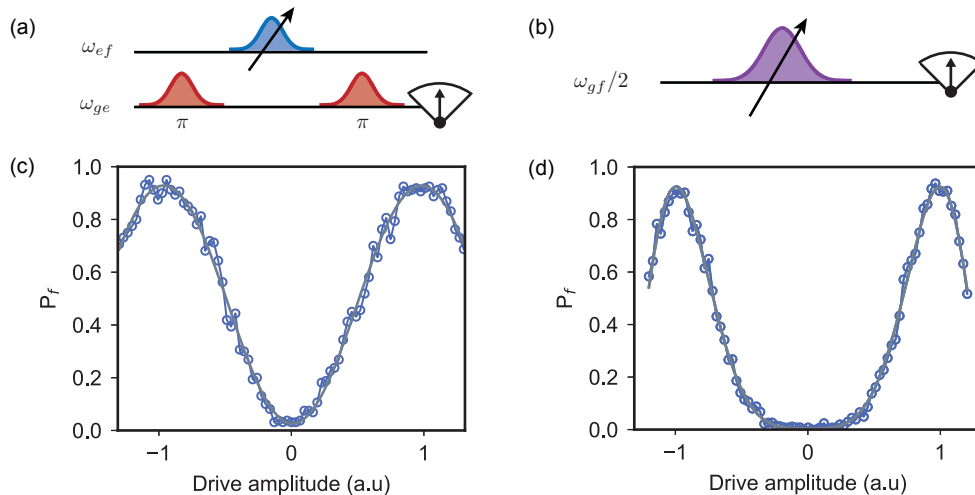 (a)
ω_ef
ω_ge
π
π
(b)
ω_gf/2
(c)
1.0
0.8
0.6
0.4
0.2
0.0
P_f
−1
0
1
Drive amplitude (a.u)
(d)
1.0
0.8
0.6
0.4
0.2
0.0
P_f
−1
0
1
Drive amplitude (a.u)